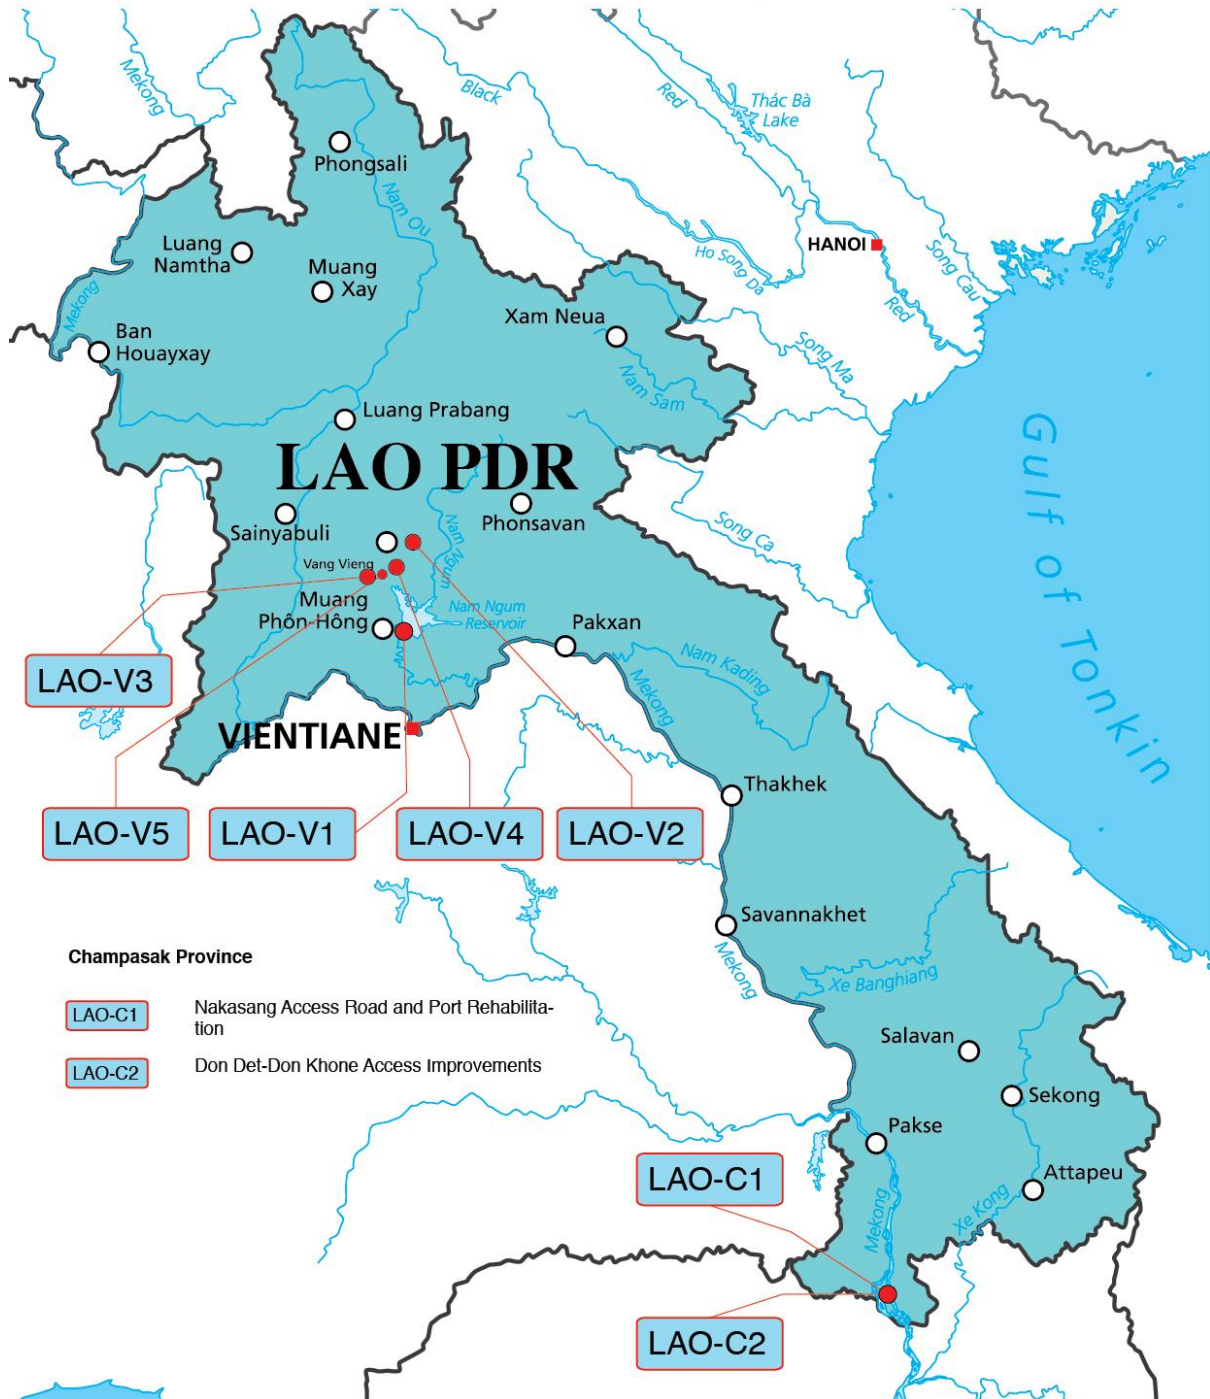 Mekong
Black
Red
Thác Bà
Lake
Phongsali
Nam Ou
Luang
Namtha
Muang
Xay
HANOI
Ho Song Da
Song Cau
Red
Mekong
Ban
Houayxay
Xam Neua
Song Ma
Nam Sam
Luang Prabang
LAO PDR
Gulf of Tonkin
Sainyabuli
Phonsavan
Nam Ngum
Song Ca
Vang Vieng
Muang
Phôn-Hông
Nam Ngum
Reservoir
Pakxan
Nam Kading
Mekong
LAO-V3
VIENTIANE
Thakhek
LAO-V5
LAO-V1
LAO-V4
LAO-V2
Savannakhet
Mekong
Xe Banghiang
Champasak Province
LAO-C1
Nakasang Access Road and Port Rehabilita-
tion
LAO-C2
Don Det-Don Khone Access Improvements
Salavan
Sekong
Pakse
Attapeu
LAO-C1
Mekong
Xe Kong
LAO-C2